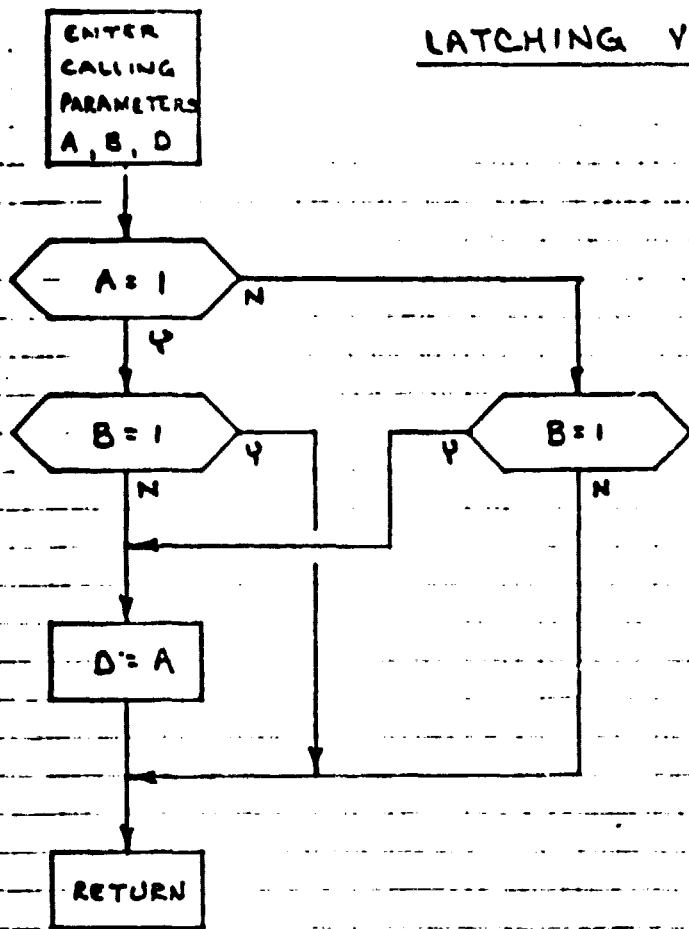 LATCHING V
ENTER
CALLING
PARAMETERS
A, B, D
A = 1
N
Y
B = 1
Y
N
B = 1
Y
N
D = A
RETURN